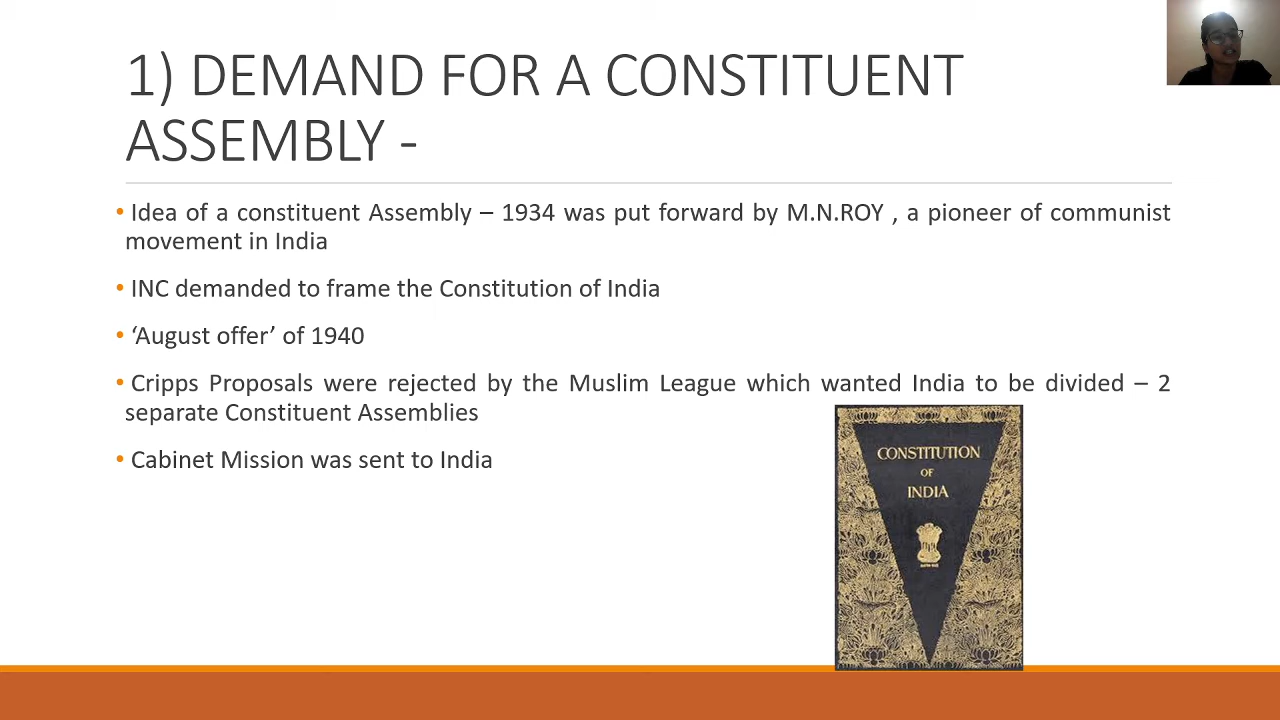 1) DEMAND FOR A CONSTITUENT
ASSEMBLY -
• Idea of a constituent Assembly – 1934 was put forward by M.N.ROY , a pioneer of communist
movement in India
• INC demanded to frame the Constitution of India
• ‘August offer’ of 1940
• Cripps Proposals were rejected by the Muslim League which wanted India to be divided – 2
separate Constituent Assemblies
• Cabinet Mission was sent to India
CONSTITUTION
OF
INDIA